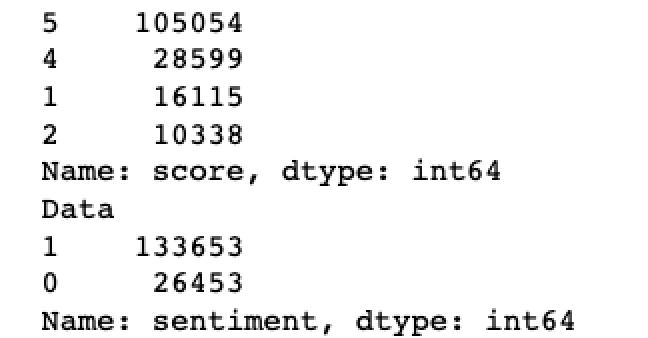 5     105054
4      28599
1      16115
2      10338
Name: score, dtype: int64
Data
1     133653
0      26453
Name: sentiment, dtype: int64